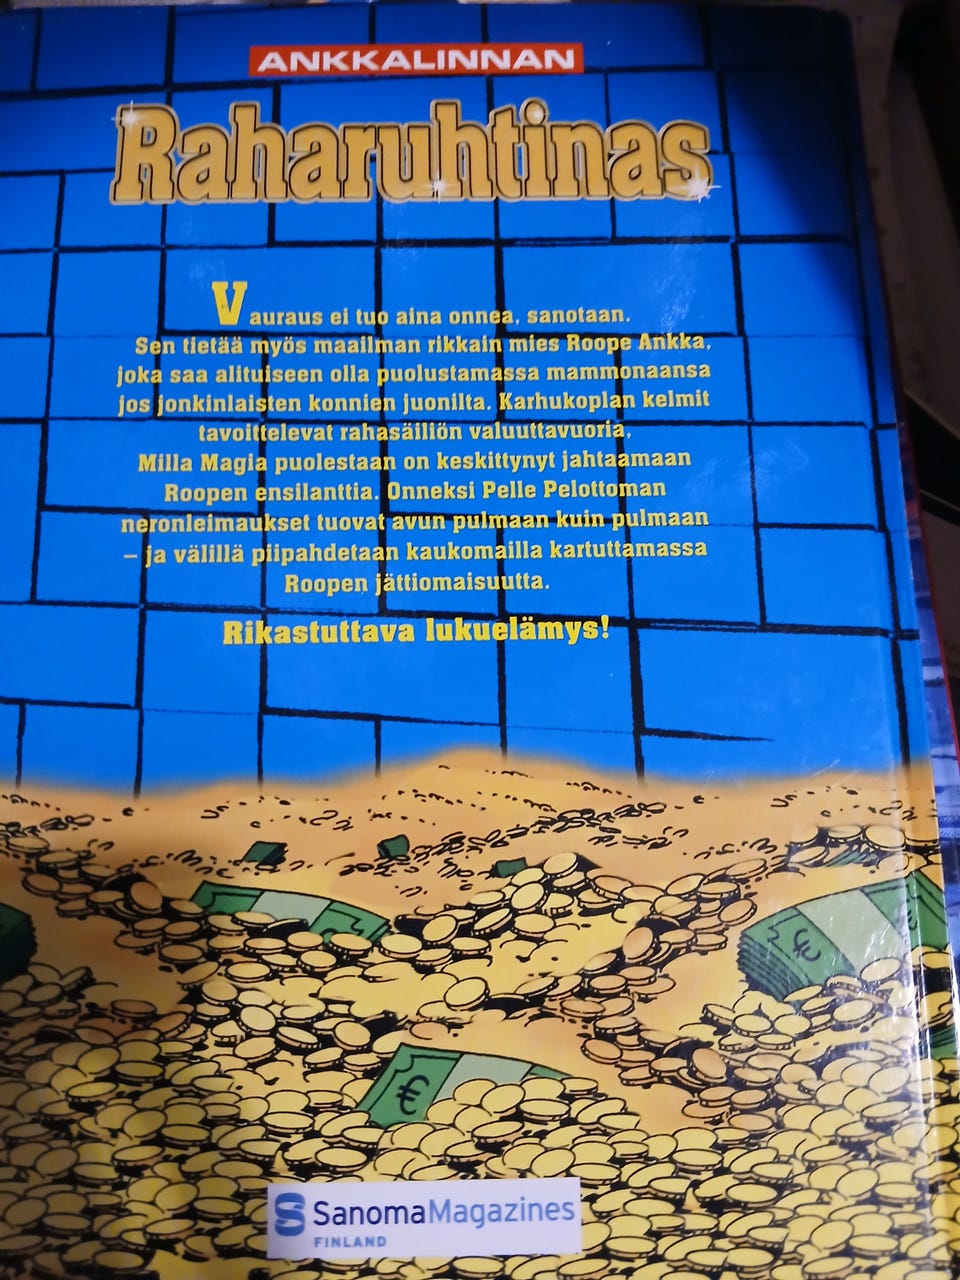 ANKKALINNAN
Raharuhtinas
Vauraus ei tuo aina onnea, sanotaan.
Sen tietää myös maailman rikkain mies Roope Ankka,
joka saa alituiseen olla puolustamassa mammonaansa
jos jonkinlaisten konnien juonilta. Karhukoplan kelmit
tavoittelevat rahasäiliön valuuttavuoria,
Milla Magia puolestaan on keskittynyt jahtaamaan
Roopen ensilanttia. Onneksi Pelle Pelottoman
neronleimaukset tuovat avun pulmaan kuin pulmaan
– ja välillä piipahdetaan kaukomailla kartuttamassa
Roopen jättiomaisuutta.
Rikastuttava lukuelämys!
€
€
SanomaMagazines
FINLAND